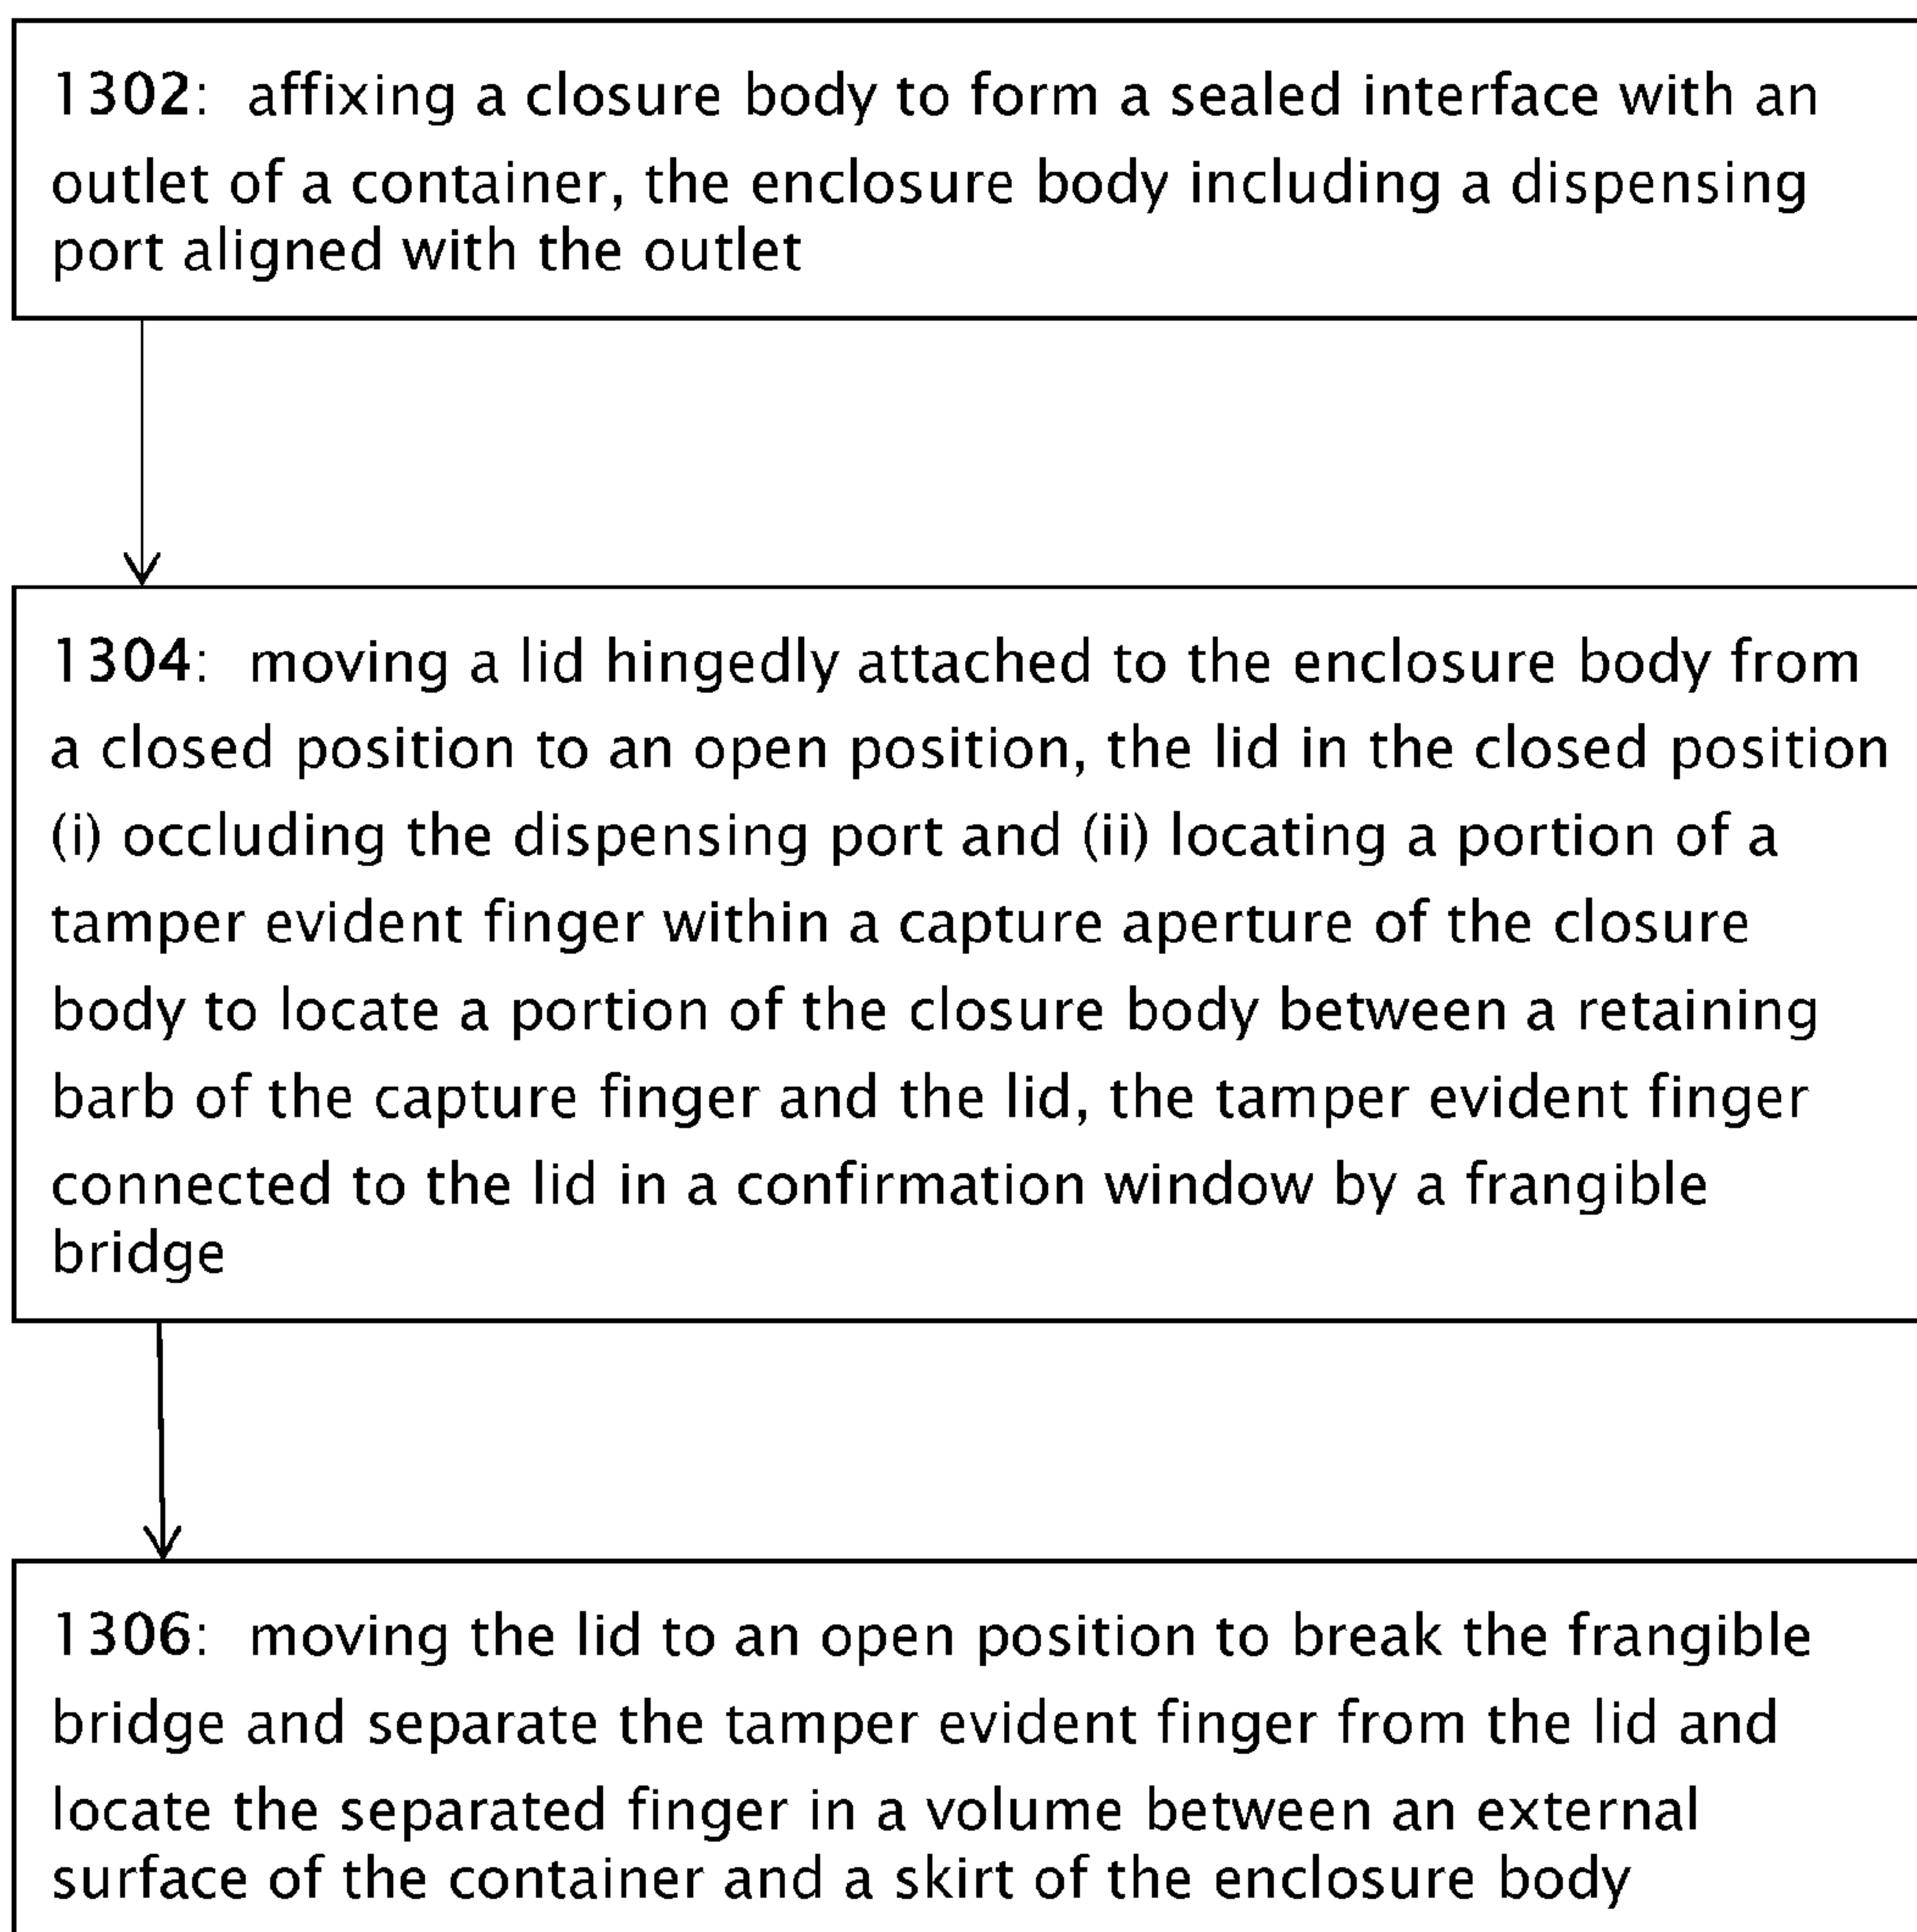 1302: affixing a closure body to form a sealed interface with an
outlet of a container, the enclosure body including a dispensing
port aligned with the outlet
1304: moving a lid hingedly attached to the enclosure body from
a closed position to an open position, the lid in the closed position
(i) occluding the dispensing port and (ii) locating a portion of a
tamper evident finger within a capture aperture of the closure
body to locate a portion of the closure body between a retaining
barb of the capture finger and the lid, the tamper evident finger
connected to the lid in a confirmation window by a frangible
bridge
1306: moving the lid to an open position to break the frangible
bridge and separate the tamper evident finger from the lid and
locate the separated finger in a volume between an external
surface of the container and a skirt of the enclosure body